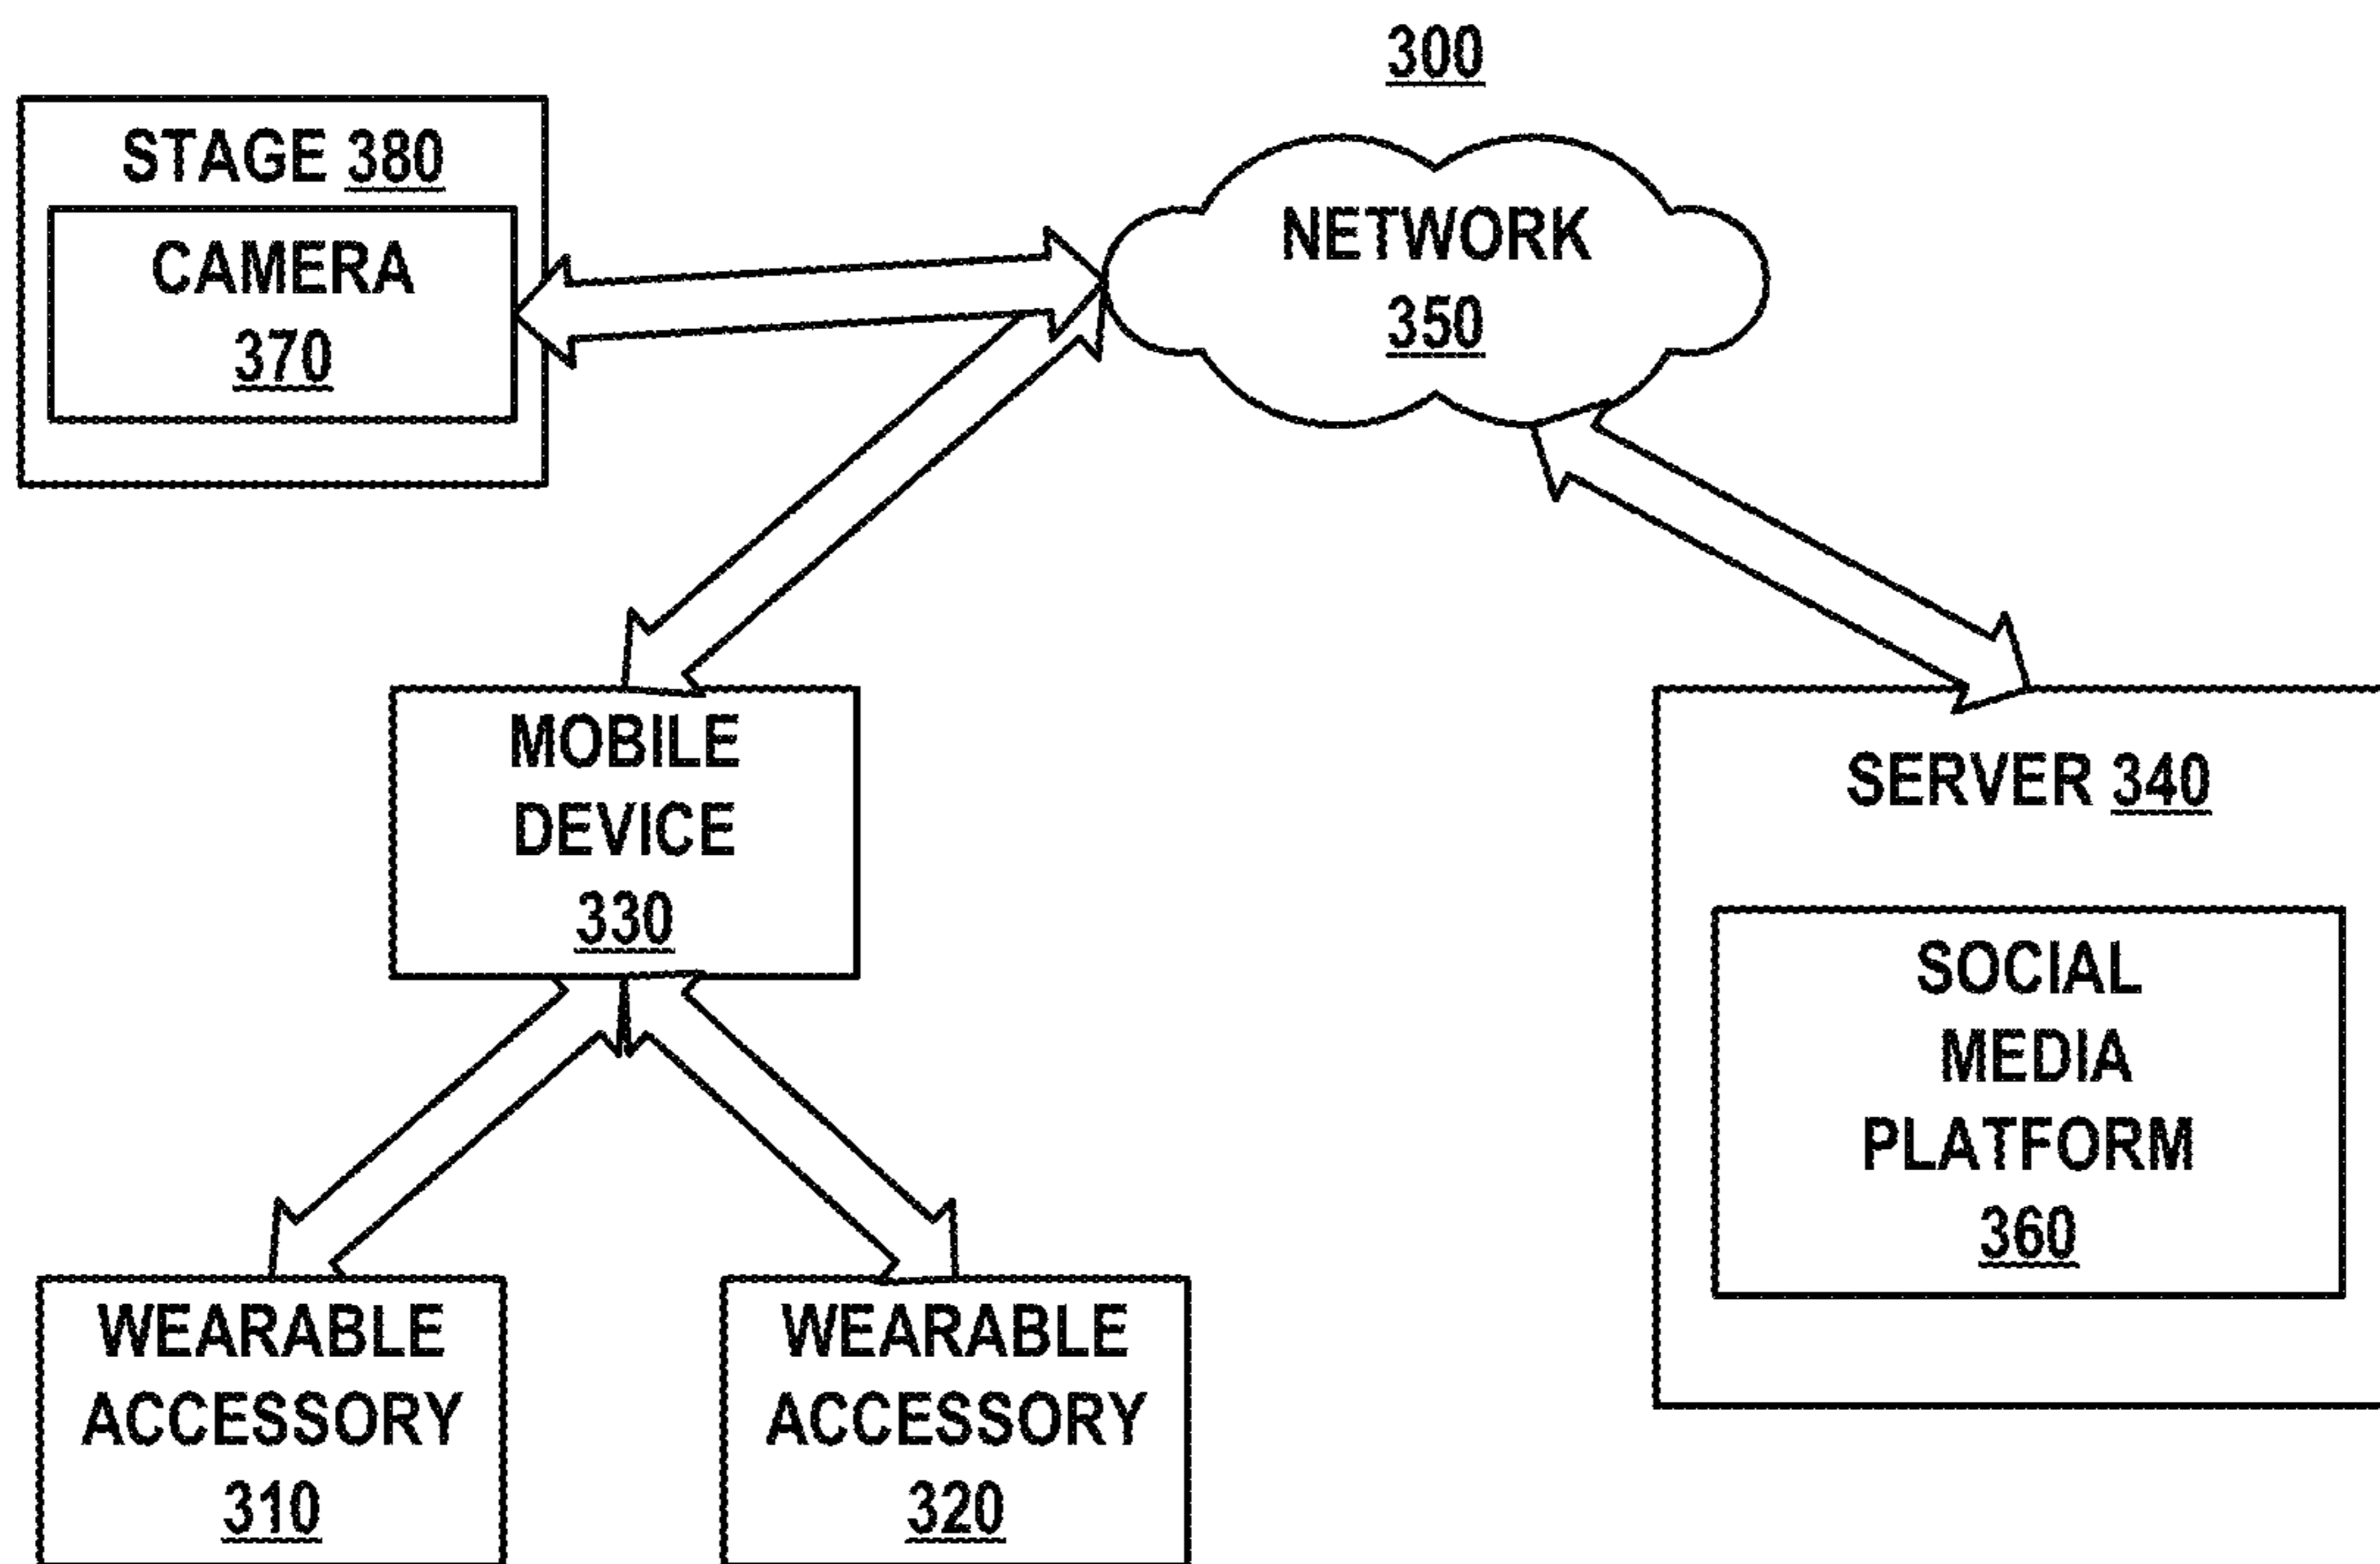 300
STAGE 380
CAMERA
370
NETWORK
350
MOBILE
DEVICE
330
SERVER 340
SOCIAL
MEDIA
PLATFORM
360
WEARABLE
ACCESSORY
310
WEARABLE
ACCESSORY
320